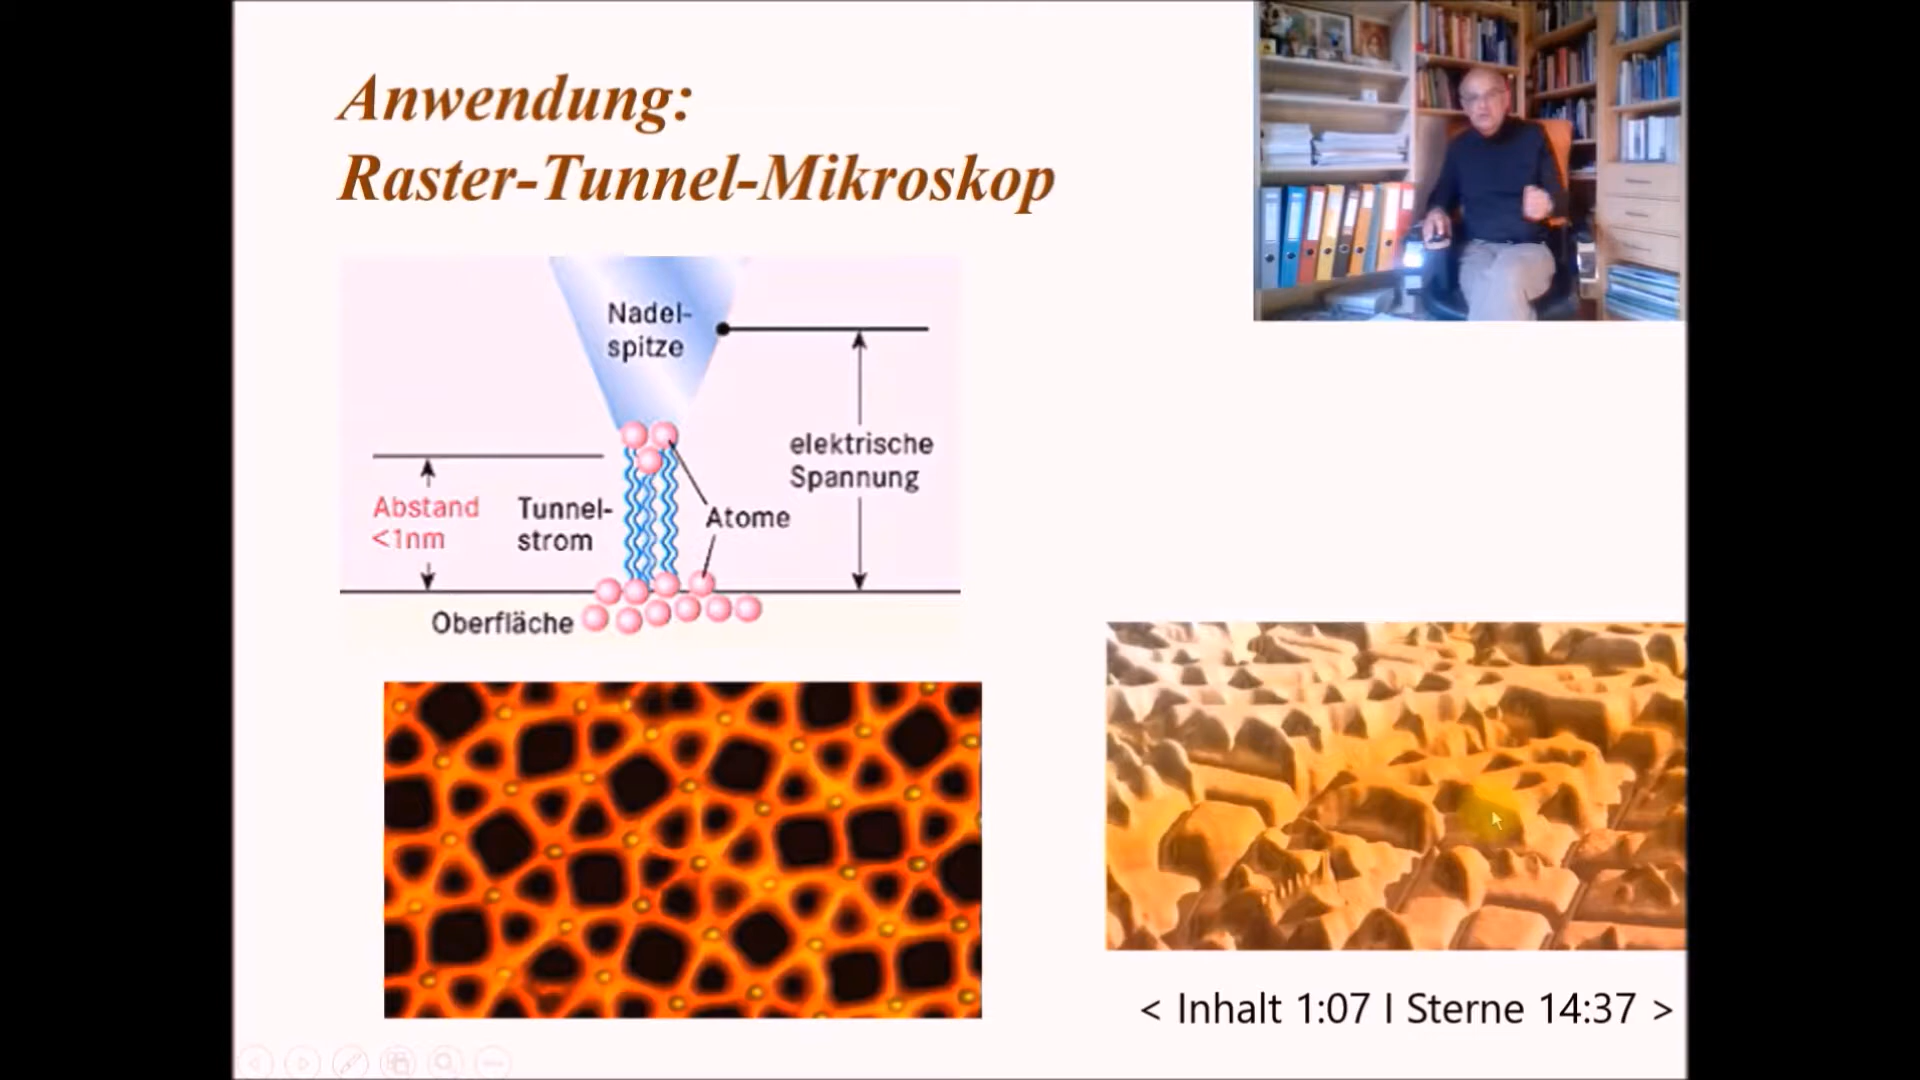 Anwendung:
Raster-Tunnel-Mikroskop
Nadel-
spitze
elektrische
Spannung
Abstand
<1nm
Tunnel-
strom
Atome
Oberfläche
< Inhalt 1:07 I Sterne 14:37 >